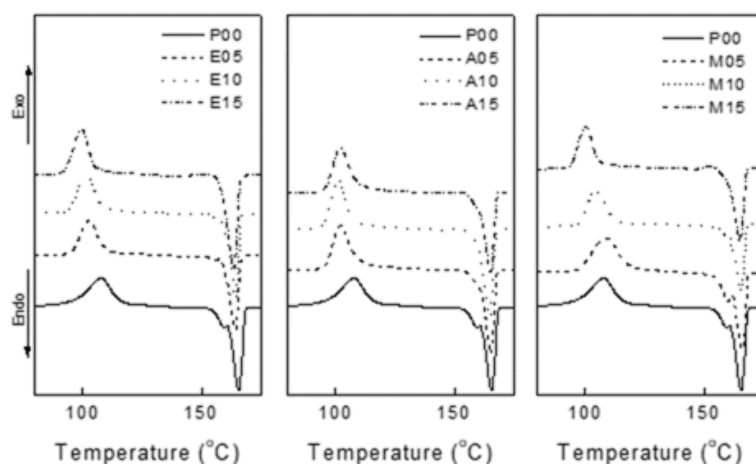 Exo
Endo
P00
E05
E10
E15
100
150
Temperature (°C)
P00
A05
A10
A15
100
150
Temperature (°C)
P00
M05
M10
M15
100
150
Temperature (°C)